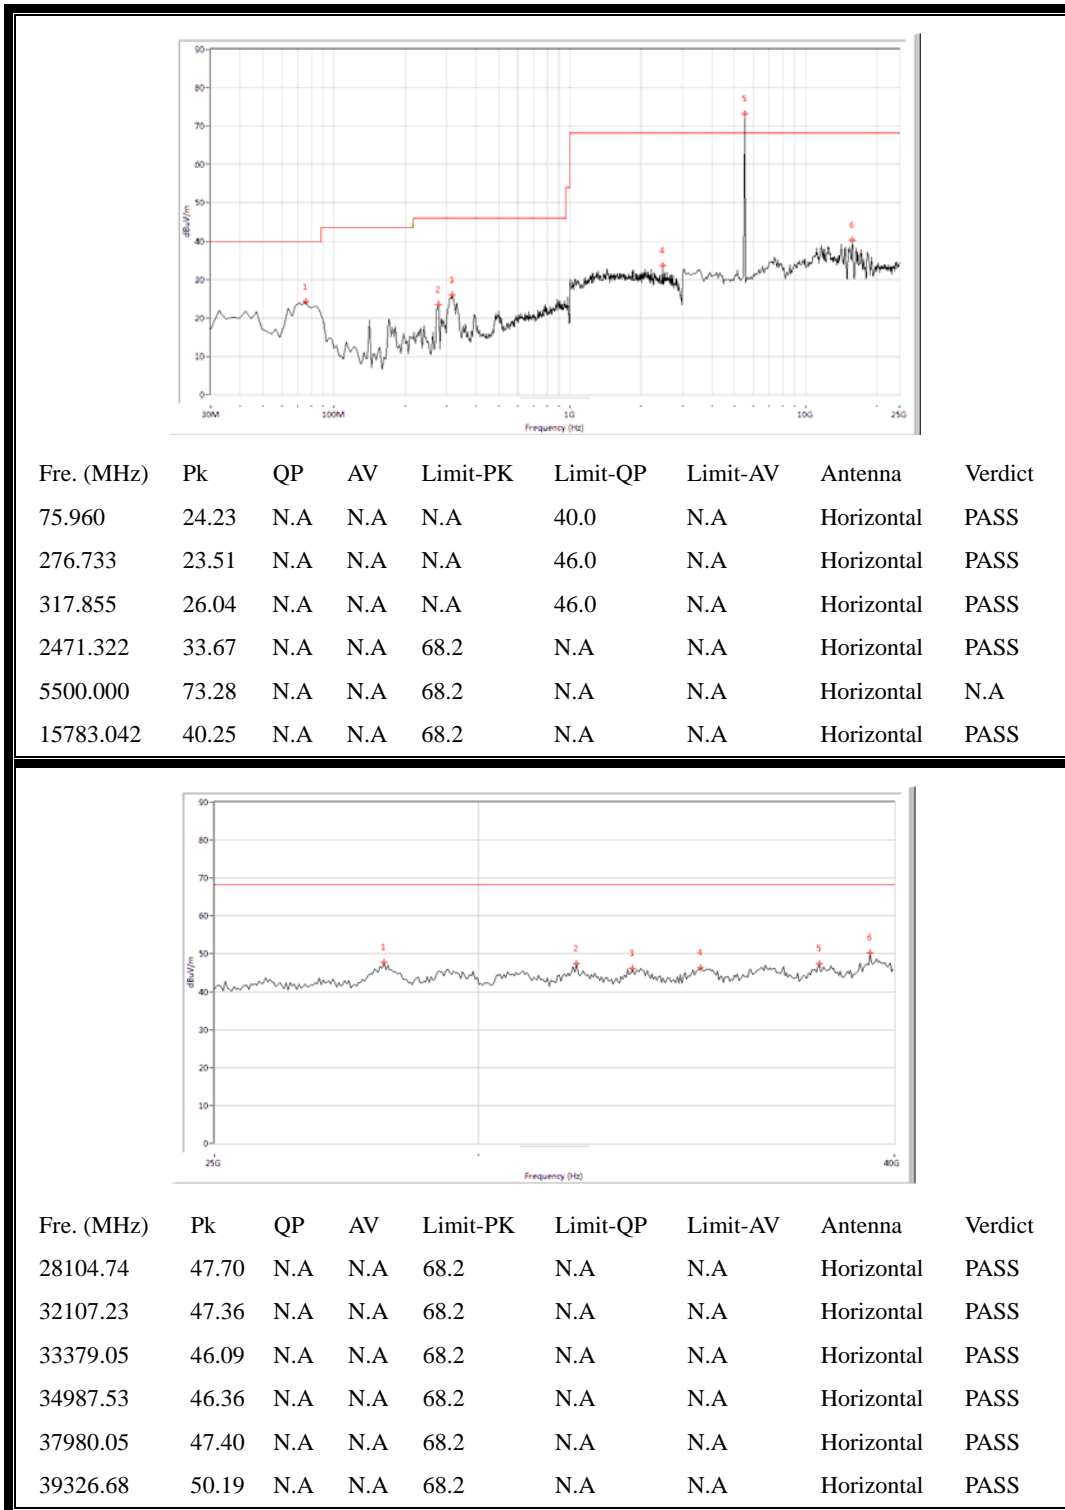 90
80
70
60
50
40
30
20
10
0
dBuV/m
1
2
3
4
5
6
30M 100M 1G 10G 25G
Frequency (Hz)
Fre. (MHz) Pk QP AV Limit-PK Limit-QP Limit-AV Antenna Verdict
75.960 24.23 N.A N.A N.A 40.0 N.A Horizontal PASS
276.733 23.51 N.A N.A N.A 46.0 N.A Horizontal PASS
317.855 26.04 N.A N.A N.A 46.0 N.A Horizontal PASS
2471.322 33.67 N.A N.A 68.2 N.A N.A Horizontal PASS
5500.000 73.28 N.A N.A 68.2 N.A N.A Horizontal N.A
15783.042 40.25 N.A N.A 68.2 N.A N.A Horizontal PASS
90
80
70
60
50
40
30
20
10
0
dBuV/m
1
2
3
4
5
6
25G 40G
Frequency (Hz)
Fre. (MHz) Pk QP AV Limit-PK Limit-QP Limit-AV Antenna Verdict
28104.74 47.70 N.A N.A 68.2 N.A N.A Horizontal PASS
32107.23 47.36 N.A N.A 68.2 N.A N.A Horizontal PASS
33379.05 46.09 N.A N.A 68.2 N.A N.A Horizontal PASS
34987.53 46.36 N.A N.A 68.2 N.A N.A Horizontal PASS
37980.05 47.40 N.A N.A 68.2 N.A N.A Horizontal PASS
39326.68 50.19 N.A N.A 68.2 N.A N.A Horizontal PASS